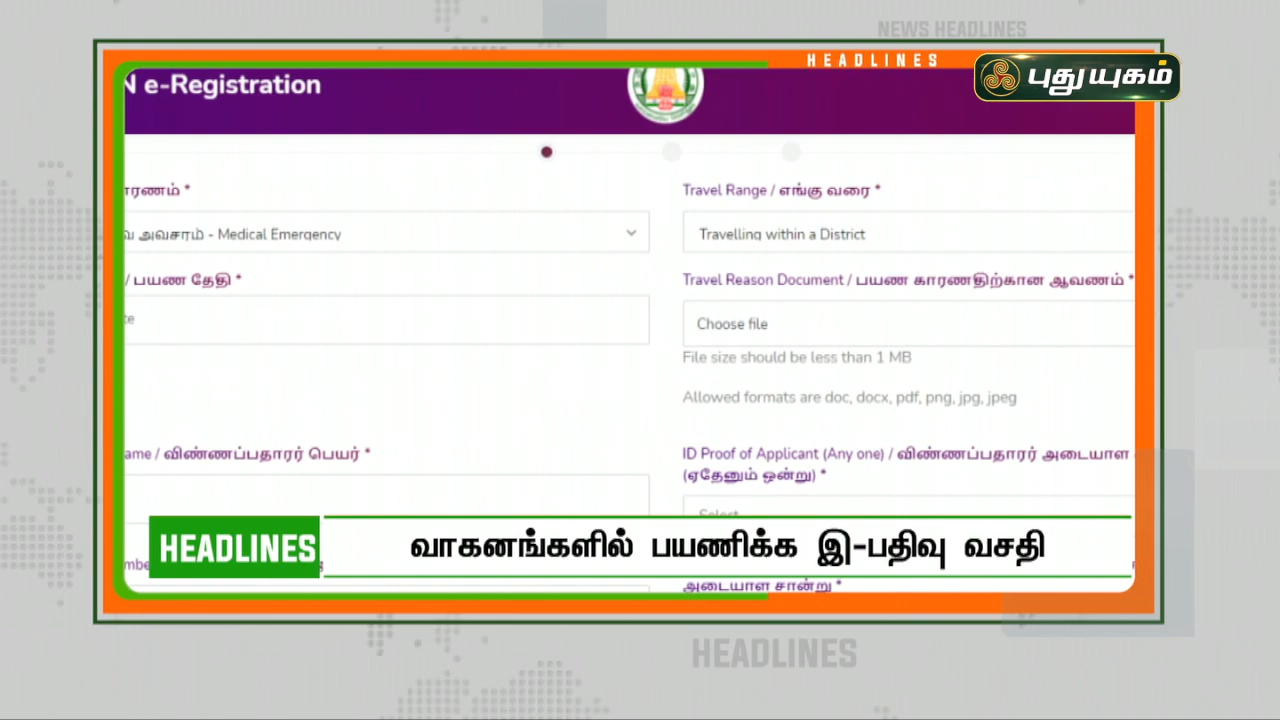 NEWS HEADLINES
HEADLINES
புதுயுகம்
N e-Registration
ாரணம் *
Travel Range / எங்கு வரை *
வ அவசரம் - Medical Emergency
Travelling within a District
/ பயண தேதி *
Travel Reason Document / பயண காரணதிற்கான ஆவணம் *
te
Choose file
File size should be less than 1 MB
Allowed formats are doc, docx, pdf, png, jpg, jpeg
ame / விண்ணப்பதாரர் பெயர் *
ID Proof of Applicant (Any one) / விண்ணப்பதாரர் அடையாள
(ஏதேனும் ஒன்று) *
Select
HEADLINES
வாகனங்களில் பயணிக்க இ-பதிவு வசதி
அடையாள சான்று *
HEADLINES